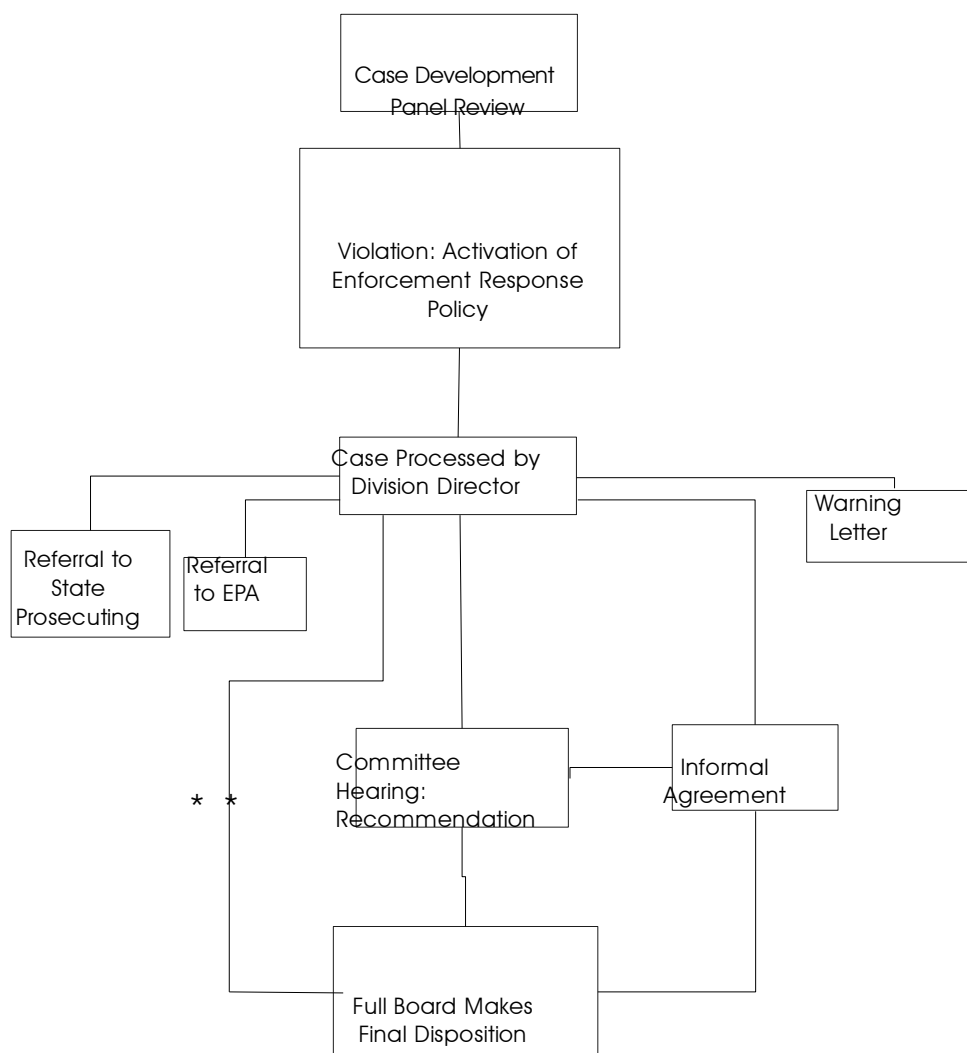 Case Development
Panel Review
Violation: Activation of
Enforcement Response
Policy
Case Processed by
Division Director
Warning
Letter
Referral to
State
Prosecuting
Referral
to EPA
Committee
Hearing:
Recommendation
Informal
Agreement
* *
Full Board Makes
Final Disposition